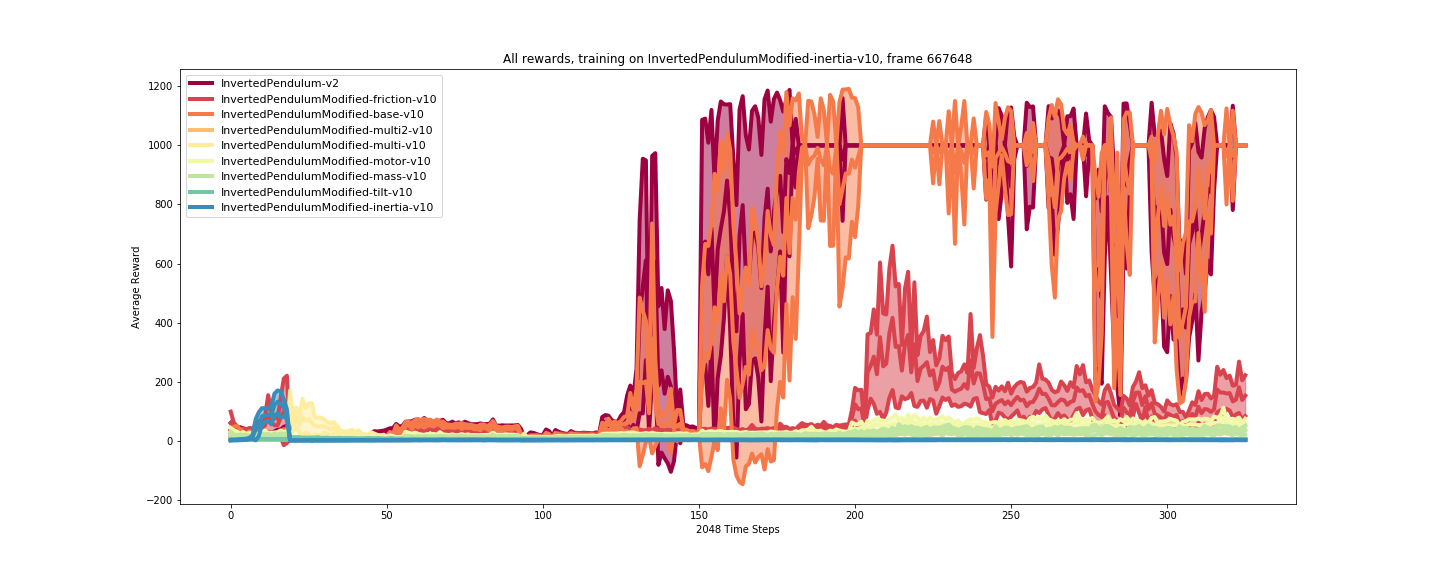 All rewards, training on InvertedPendulumModified-inertia-v10, frame 667648
InvertedPendulum-v2
InvertedPendulumModified-friction-v10
InvertedPendulumModified-base-v10
InvertedPendulumModified-multi2-v10
InvertedPendulumModified-multi-v10
InvertedPendulumModified-motor-v10
InvertedPendulumModified-mass-v10
InvertedPendulumModified-tilt-v10
InvertedPendulumModified-inertia-v10
1200
1000
800
600
400
200
0
−200
Average Reward
0 50 100 150 200 250 300
2048 Time Steps